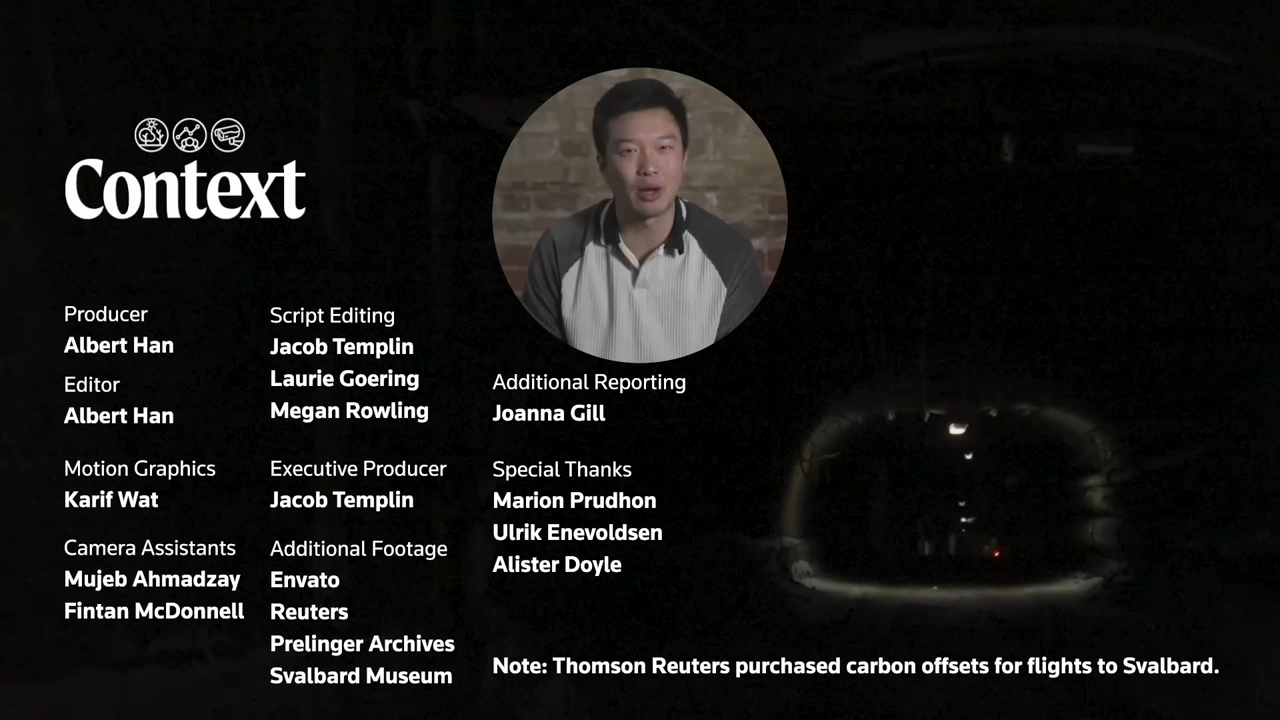 Context
Producer
Albert Han
Editor
Albert Han
Motion Graphics
Karif Wat
Camera Assistants
Mujeb Ahmadzay
Fintan McDonnell
Script Editing
Jacob Templin
Laurie Goering
Megan Rowling
Executive Producer
Jacob Templin
Additional Footage
Envato
Reuters
Prelinger Archives
Svalbard Museum
Additional Reporting
Joanna Gill
Special Thanks
Marion Prudhon
Ulrik Enevoldsen
Alister Doyle
Note: Thomson Reuters purchased carbon offsets for flights to Svalbard.